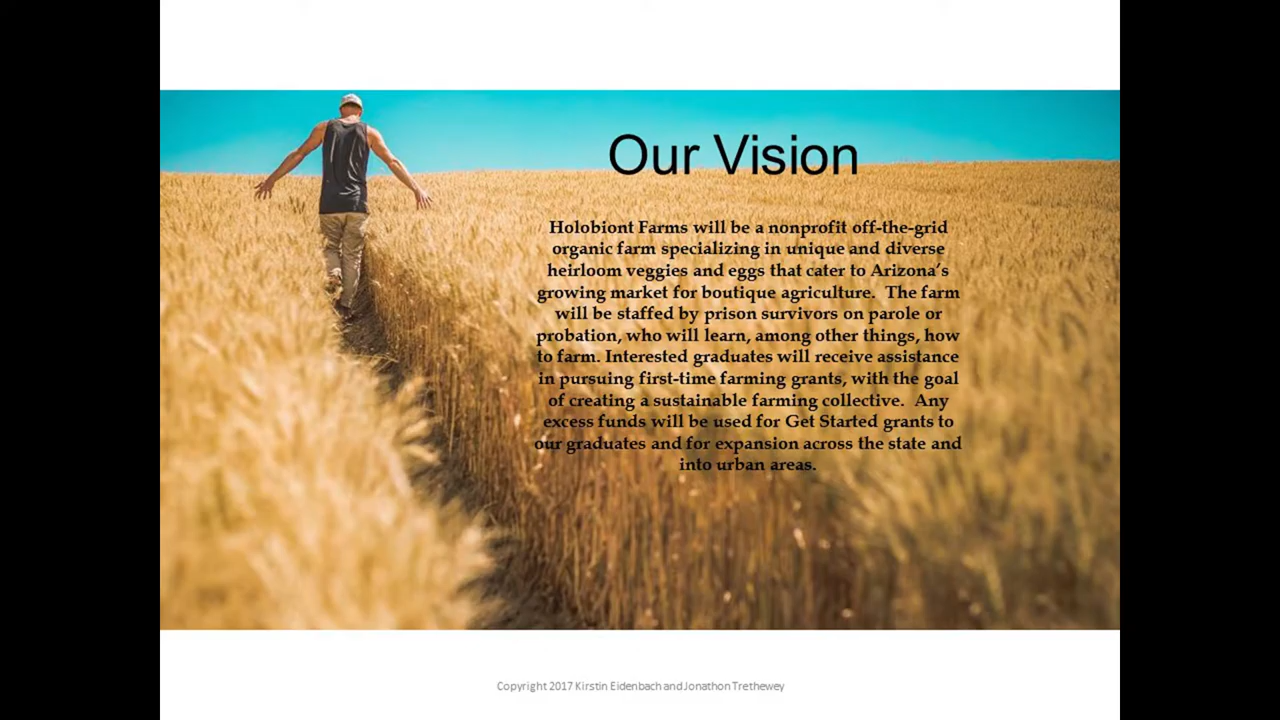 Our Vision
Holobiont Farms will be a nonprofit off-the-grid
organic farm specializing in unique and diverse
heirloom veggies and eggs that cater to Arizona's
growing market for boutique agriculture.  The farm
will be staffed by prison survivors on parole or
probation, who will learn, among other things, how
to farm. Interested graduates will receive assistance
in pursuing first-time farming grants, with the goal
of creating a sustainable farming collective.  Any
excess funds will be used for Get Started grants to
our graduates and for expansion across the state and
into urban areas.
Copyright 2017 Kirstin Eidenbach and Jonathon Trethewey